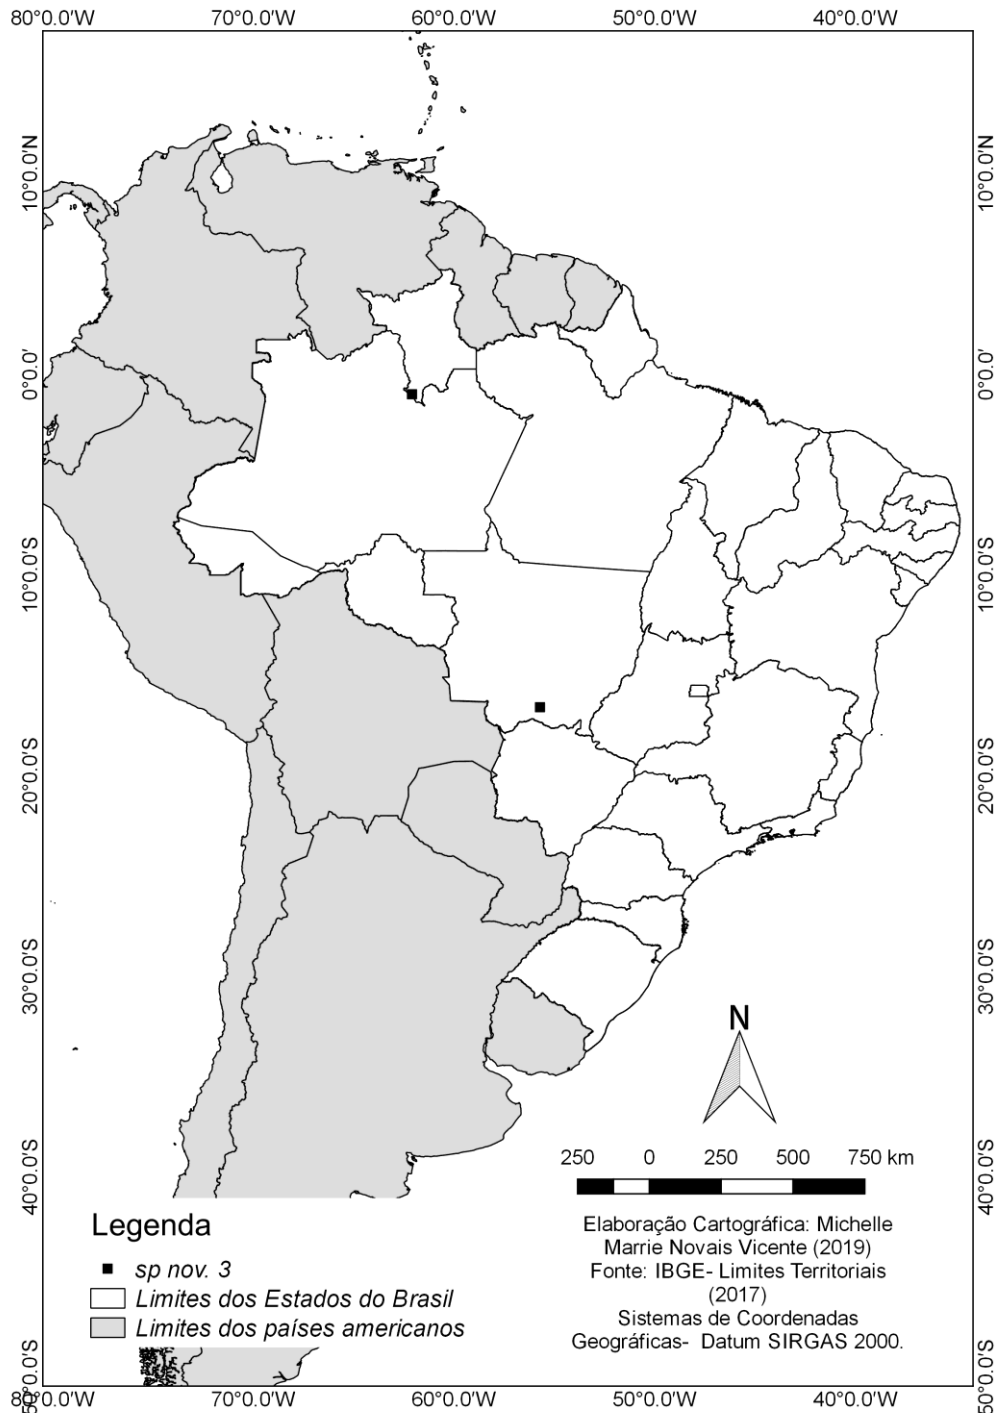 80°0.0'W 70°0.0'W 60°0.0'W 50°0.0'W 40°0.0'W
10°0.0'N 10°0.0'N
0°0.0' 0°0.0'
10°0.0'S 10°0.0'S
20°0.0'S 20°0.0'S
30°0.0'S 30°0.0'S
N
250 0 250 500 750 km
40°0.0'S 40°0.0'S
Legenda
sp nov. 3
Limites dos Estados do Brasil
Limites dos países americanos
Elaboração Cartográfica: Michelle
Marrie Novais Vicente (2019)
Fonte: IBGE- Limites Territoriais
(2017)
Sistemas de Coordenadas
Geográficas- Datum SIRGAS 2000.
50°0.0'S 50°0.0'S
80°0.0'W 70°0.0'W 60°0.0'W 50°0.0'W 40°0.0'W